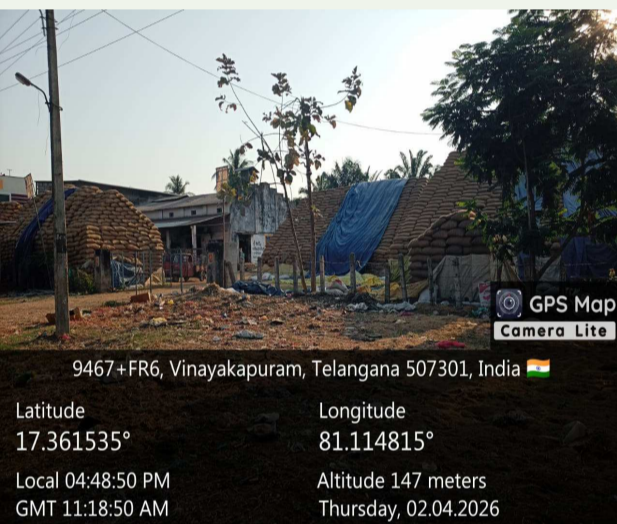 GPS Map
Camera Lite
9467+FR6, Vinayakapuram, Telangana 507301, India
Latitude
17.361535°
Longitude
81.114815°
Local 04:48:50 PM
GMT 11:18:50 AM
Altitude 147 meters
Thursday, 02.04.2026